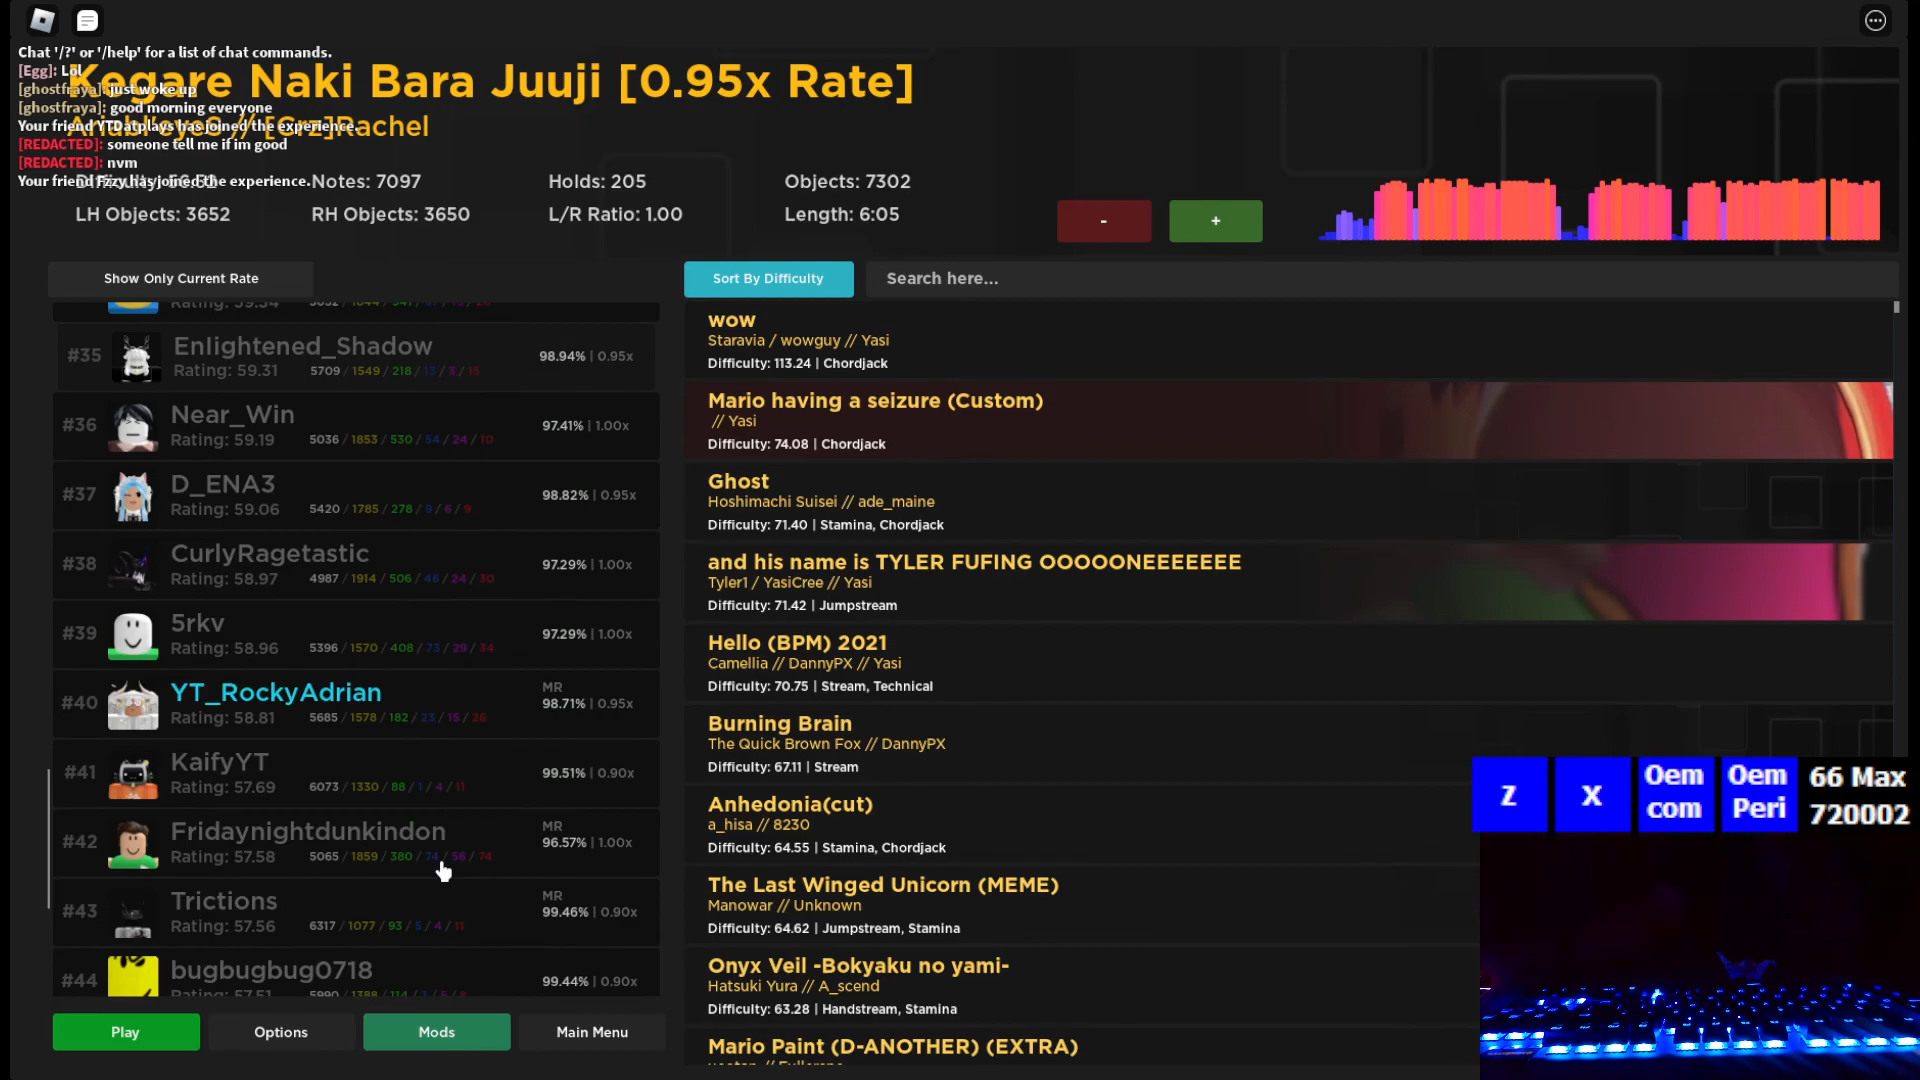 Chat '/?' or '/help' for a list of chat commands.
[Egg]: Lol
Kegare Naki Bara Juuji [0.95x Rate]
[ghostfraya]: just woke up
[ghostfraya]: good morning everyone
Your friend YTDatplays has joined the experience.
// [Crz]Rachel
[REDACTED]: someone tell me if im good
[REDACTED]: nvm
Your friend Fzzy has joined the experience.
Notes: 7097
Holds: 205
Objects: 7302
LH Objects: 3652
RH Objects: 3650
L/R Ratio: 1.00
Length: 6:05
-
+
Show Only Current Rate
Sort By Difficulty
Search here...
#35
Enlightened_Shadow
Rating: 59.31
5709 / 1549 / 218 / 13 / 3 / 15
98.94% | 0.95x
#36
Near_Win
Rating: 59.19
5036 / 1853 / 530 / 54 / 24 / 10
97.41% | 1.00x
#37
D_ENA3
Rating: 59.06
5420 / 1785 / 278 / 9 / 6 / 9
98.82% | 0.95x
#38
CurlyRagetastic
Rating: 58.97
4987 / 1914 / 506 / 46 / 24 / 30
97.29% | 1.00x
#39
5rkv
Rating: 58.96
5396 / 1570 / 408 / 73 / 29 / 34
97.29% | 1.00x
#40
YT_RockyAdrian
Rating: 58.81
5685 / 1578 / 182 / 23 / 15 / 26
MR
98.71% | 0.95x
#41
KaifyYT
Rating: 57.69
6073 / 1330 / 88 / 1 / 4 / 11
99.51% | 0.90x
#42
Fridaynightdunkindon
Rating: 57.58
5065 / 1859 / 380 / 74 / 56 / 74
MR
96.57% | 1.00x
#43
Trictions
Rating: 57.56
6317 / 1077 / 93 / 5 / 4 / 11
MR
99.46% | 0.90x
#44
bugbugbug0718
Rating: 57.51
99.44% | 0.90x
Play
Options
Mods
Main Menu
wow
Staravia / wowguy // Yasi
Difficulty: 113.24 | Chordjack
Mario having a seizure (Custom)
// Yasi
Difficulty: 74.08 | Chordjack
Ghost
Hoshimachi Suisei // ade_maine
Difficulty: 71.40 | Stamina, Chordjack
and his name is TYLER FUFING OOOOONEEEEEEE
Tyler1 / YasiCree // Yasi
Difficulty: 71.42 | Jumpstream
Hello (BPM) 2021
Camellia // DannyPX // Yasi
Difficulty: 70.75 | Stream, Technical
Burning Brain
The Quick Brown Fox // DannyPX
Difficulty: 67.11 | Stream
Anhedonia(cut)
a_hisa // 8230
Difficulty: 64.55 | Stamina, Chordjack
The Last Winged Unicorn (MEME)
Manowar // Unknown
Difficulty: 64.62 | Jumpstream, Stamina
Onyx Veil -Bokyaku no yami-
Hatsuki Yura // A_scend
Difficulty: 63.28 | Handstream, Stamina
Mario Paint (D-ANOTHER) (EXTRA)
z
x
Oem
com
Oem
Peri
66 Max
720002